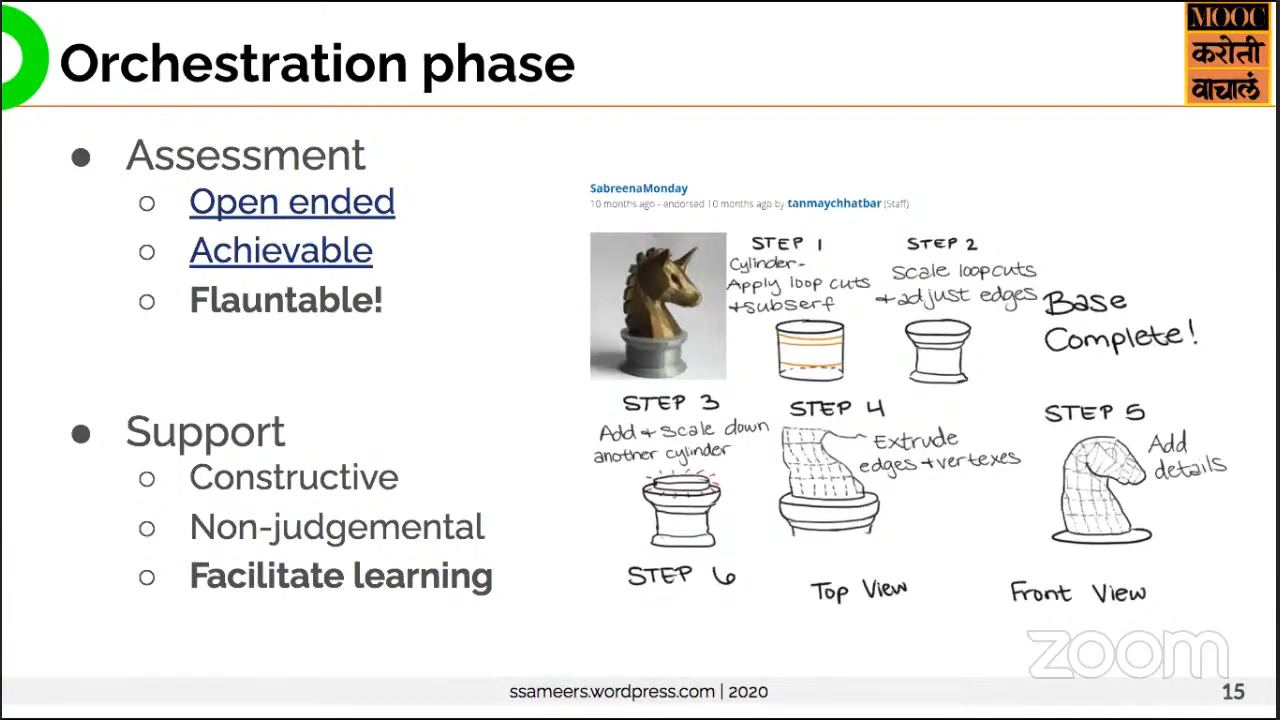 Orchestration phase
MOOC
करोती
वाचालं
● Assessment
○ Open ended
○ Achievable
○ Flauntable!
● Support
○ Constructive
○ Non-judgemental
○ Facilitate learning
SabreenaMonday
10 months ago - endorsed 10 months ago by tanmaychhatbar (Staff)
STEP 1
Cylinder-
Apply loop cuts
+subserf
STEP 2
Scale loopcuts
+ adjust edges
Base
Complete!
STEP 3
Add + scale down
another cylinder
STEP 4
Extrude
edges + vertexes
STEP 5
Add
details
STEP 6
Top View
Front View
zoom
ssameers.wordpress.com | 2020
15